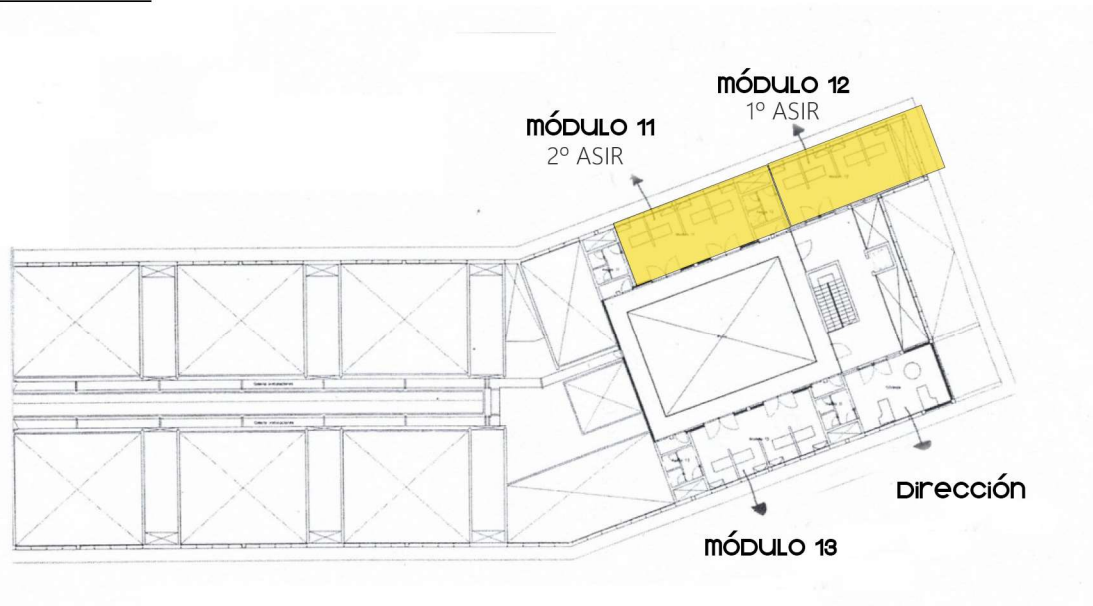 MÓDULO 12
1º ASIR
MÓDULO 11
2º ASIR
Dirección
MÓDULO 13